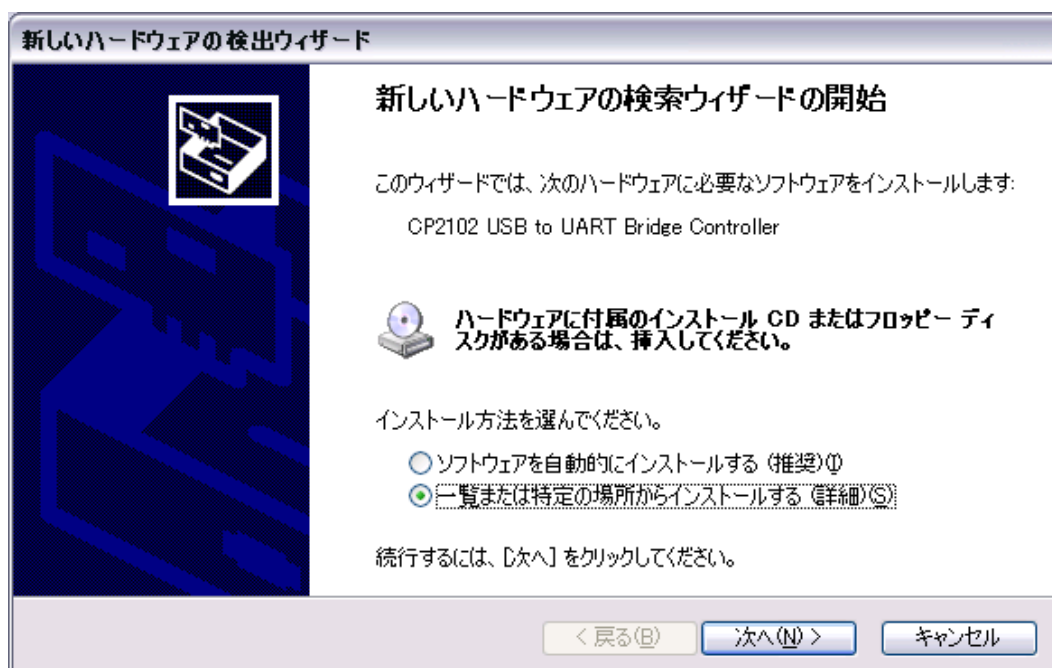 新しいハードウェアの検出ウィザード
新しいハードウェアの検索ウィザードの開始
このウィザードでは、次のハードウェアに必要なソフトウェアをインストールします:
CP2102 USB to UART Bridge Controller
ハードウェアに付属のインストール CD またはフロッピー ディ
スクがある場合は、挿入してください。
インストール方法を選んでください。
ソフトウェアを自動的にインストールする (推奨)(I)
一覧または特定の場所からインストールする (詳細)(S)
続行するには、[次へ] をクリックしてください。
< 戻る(B) 次へ(N) > キャンセル